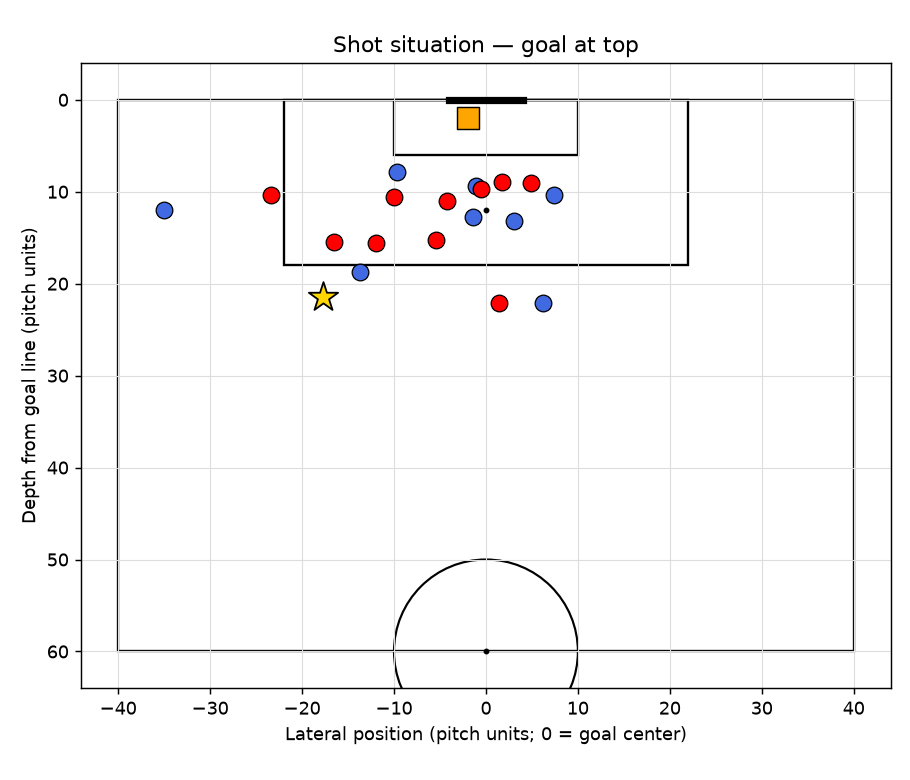 Shot situation — goal at top
0
10
20
30
40
50
60
Depth from goal line (pitch units)
−40 −30 −20 −10 0 10 20 30 40
Lateral position (pitch units; 0 = goal center)